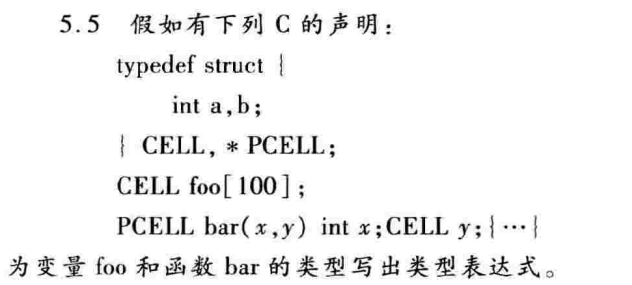 5.5 假如有下列 C 的声明：
typedef struct {
int a,b;
} CELL, * PCELL;
CELL foo[100];
PCELL bar(x,y) int x;CELL y;{…}
为变量 foo 和函数 bar 的类型写出类型表达式。